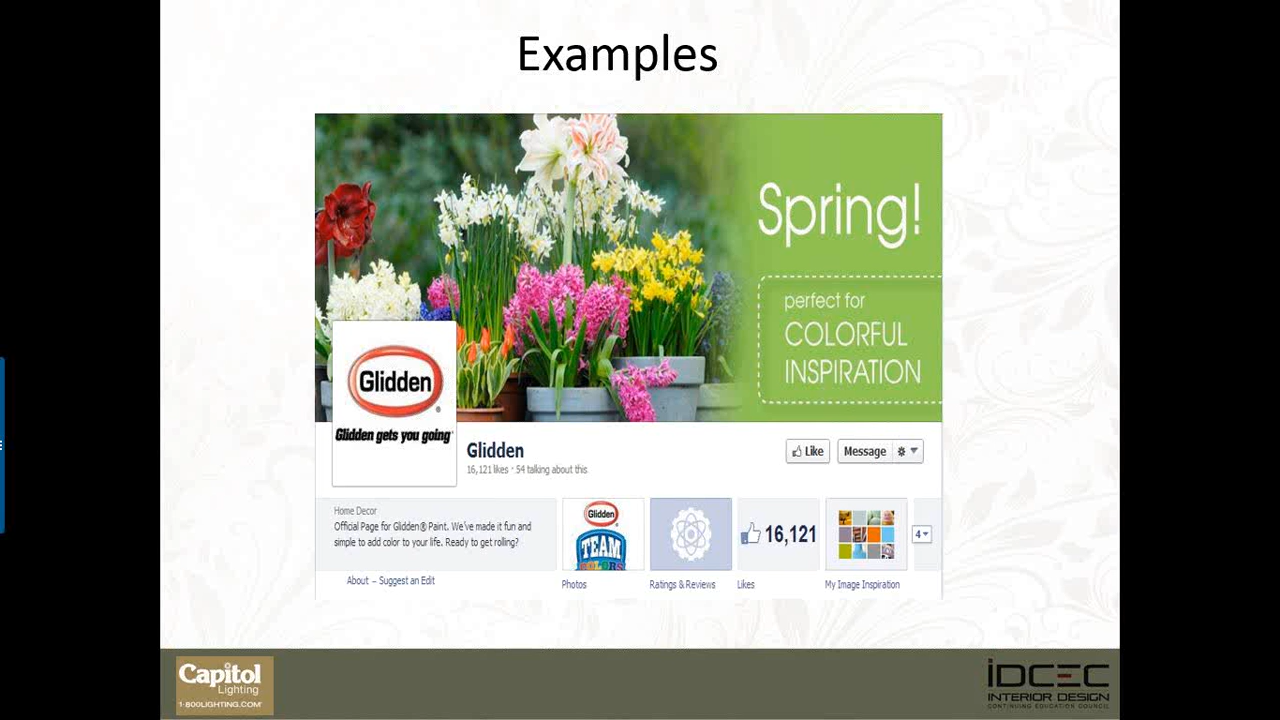 Examples
Spring!
perfect for
COLORFUL
INSPIRATION
Glidden
Glidden gets you going
Glidden
16,121 likes · 54 talking about this
Like
Message
Home Decor
Official Page for Glidden® Paint. We've made it fun and
simple to add color to your life. Ready to get rolling?
About – Suggest an Edit
Glidden
TEAM
COLORS
Photos
Ratings & Reviews
16,121
Likes
My Image Inspiration
4
Capitol
Lighting
1·800LIGHTING.COM
IDCEC
INTERIOR DESIGN
CONTINUING EDUCATION COUNCIL